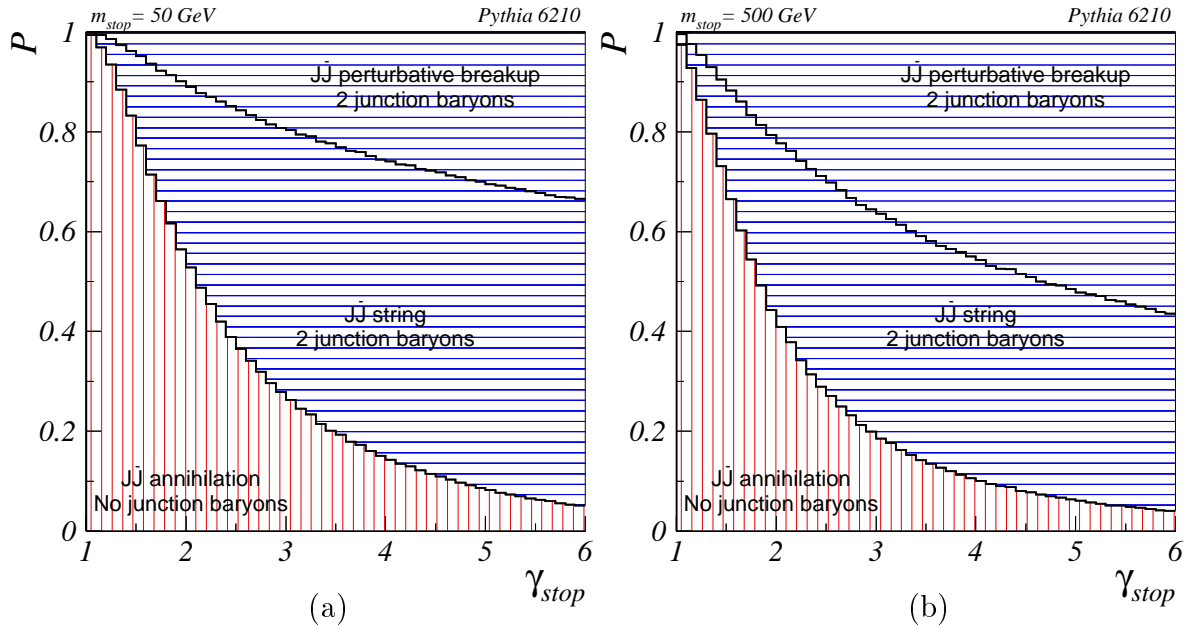 m_stop = 50 GeV Pythia 6210
P
1
0.8
0.6
0.4
0.2
0
JJ̄ perturbative breakup
2 junction baryons
JJ̄ string
2 junction baryons
JJ̄ annihilation
No junction baryons
1 2 3 4 5 6
γ_stop
(a)
m_stop = 500 GeV Pythia 6210
P
1
0.8
0.6
0.4
0.2
0
JJ̄ perturbative breakup
2 junction baryons
JJ̄ string
2 junction baryons
JJ̄ annihilation
No junction baryons
1 2 3 4 5 6
γ_stop
(b)